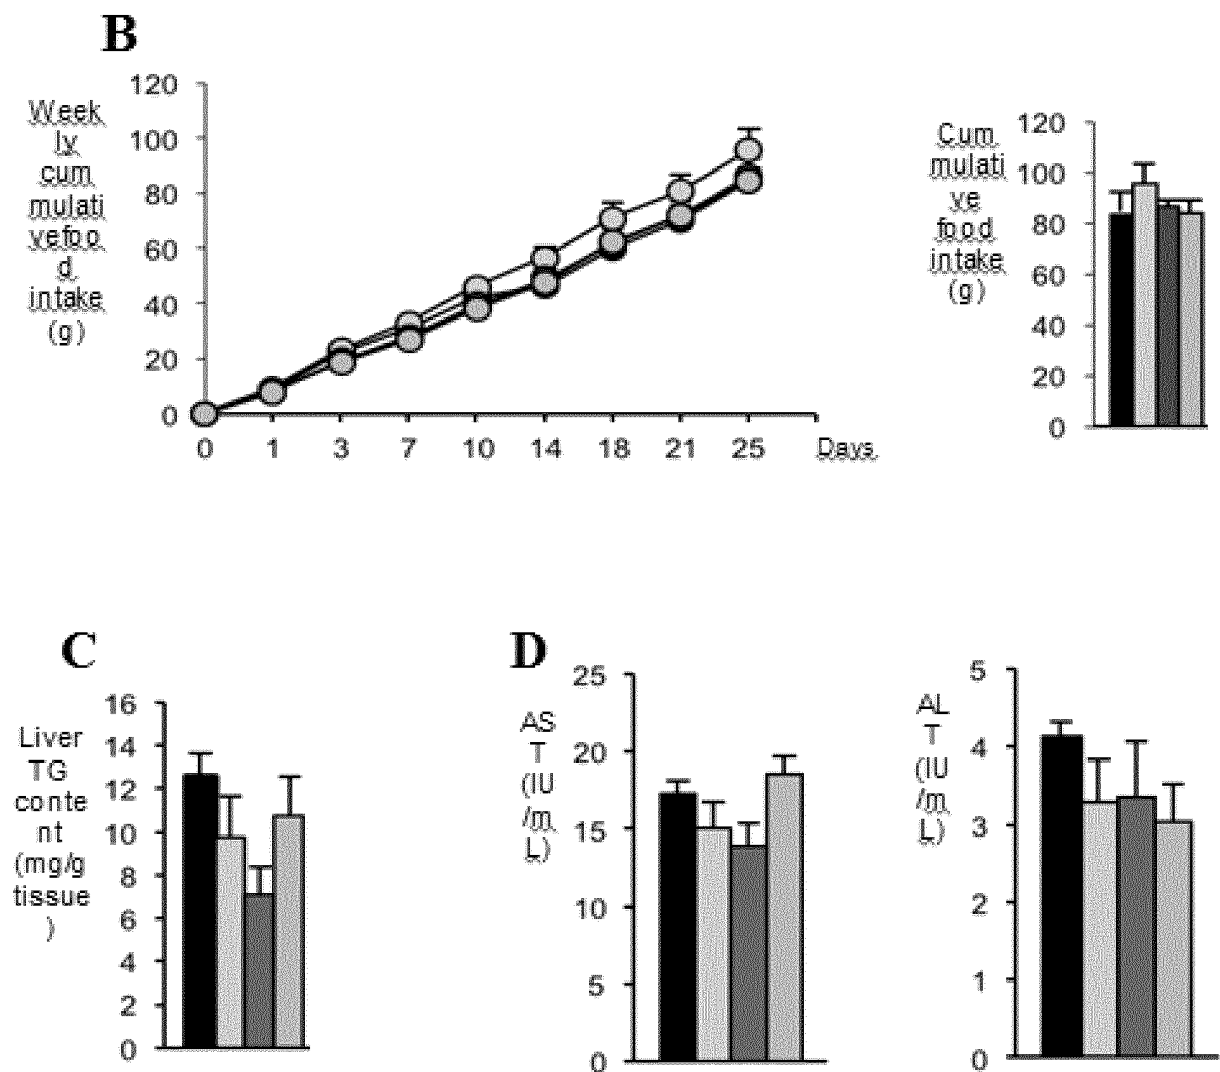 B
Week
ly
cum
mulati
vefoo
d
intake
(g)
120
100
80
60
40
20
0
0 1 3 7 10 14 18 21 25 Days
Cum
mulati
ve
food
intake
(g)
120
100
80
60
40
20
0
C
Liver
TG
conte
nt
(mg/g
tissue
)
16
14
12
10
8
6
4
2
0
D
AS
T
(IU
/m
L)
25
20
15
10
5
0
AL
T
(IU
/m
L)
5
4
3
2
1
0